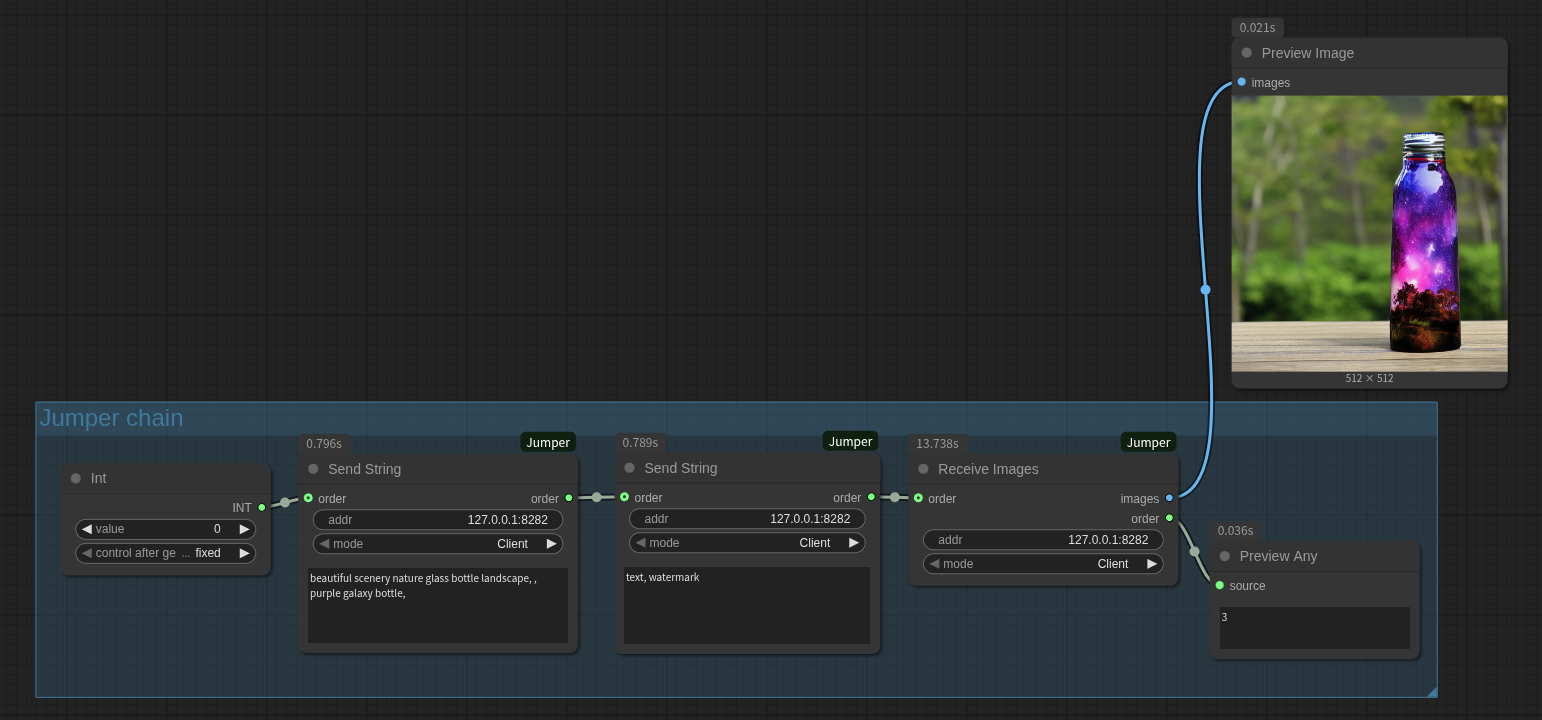 0.021s
Preview Image
images
512 × 512
Jumper chain
Int
INT
value 0
control after ge ... fixed
0.796s
Jumper
Send String
order order
addr 127.0.0.1:8282
mode Client
beautiful scenery nature glass bottle landscape, ,
purple galaxy bottle,
0.789s
Jumper
Send String
order order
addr 127.0.0.1:8282
mode Client
text, watermark
13.738s
Jumper
Receive Images
order images
order
addr 127.0.0.1:8282
mode Client
0.036s
Preview Any
source
3